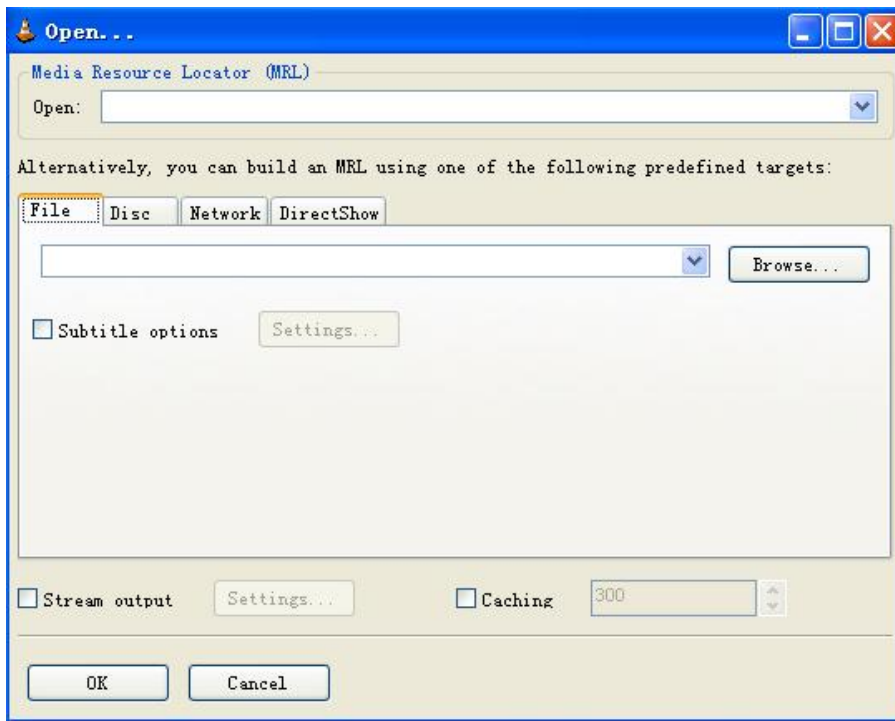 Open...
Media Resource Locator (MRL)
Open:
Alternatively, you can build an MRL using one of the following predefined targets:
File Disc Network DirectShow
Browse...
Subtitle options Settings...
Stream output Settings... Caching 300
OK Cancel